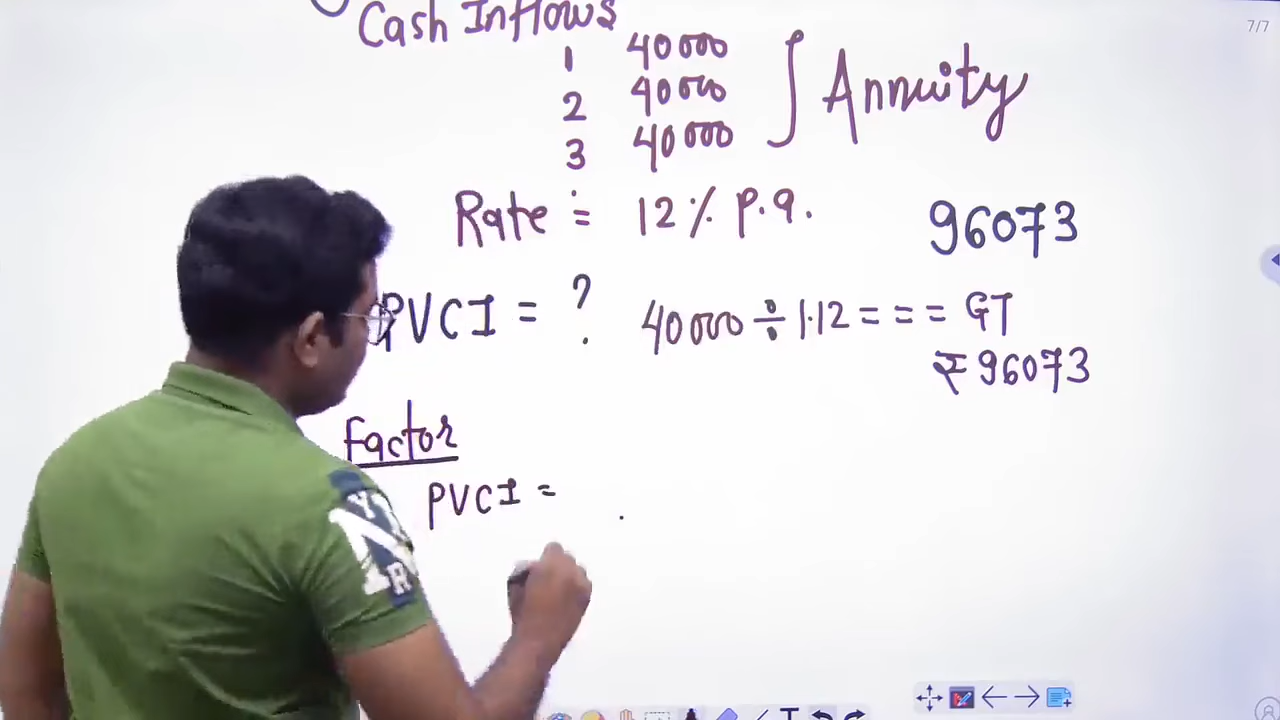 Cash Inflows
1 40000
2 40000
3 40000
Annuity
Rate = 12% p.a.
96073
PVCI = ? 40000 ÷ 1.12 = = = GT
₹96073
Factor
PVCI =
7/7
NY
R
T